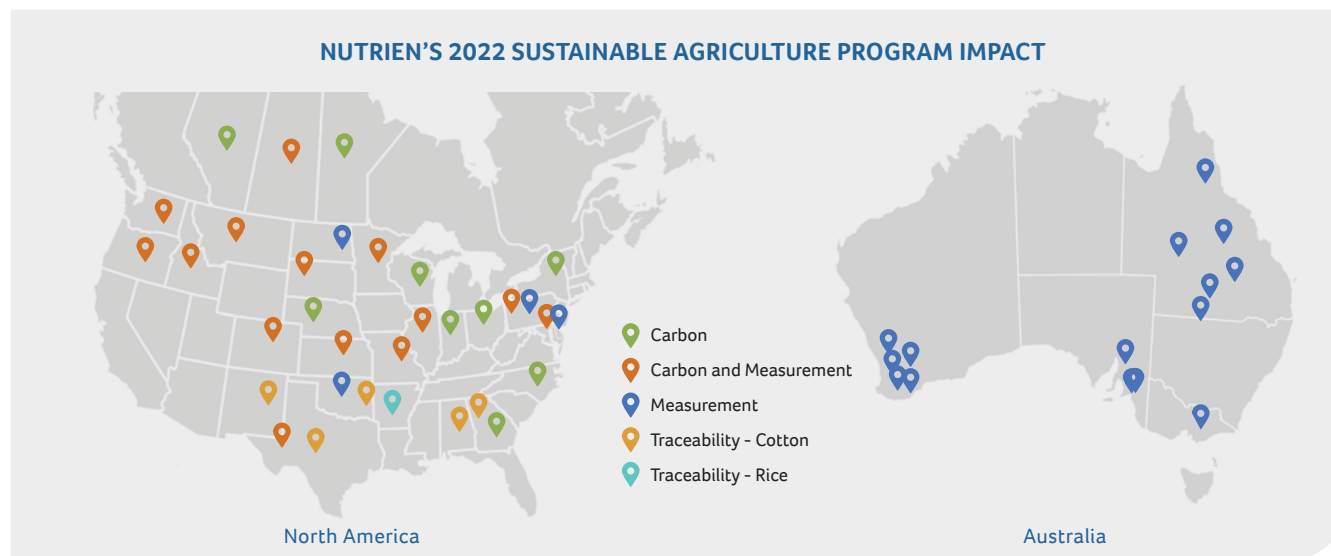 NUTRIEN’S 2022 SUSTAINABLE AGRICULTURE PROGRAM IMPACT
Carbon
Carbon and Measurement
Measurement
Traceability - Cotton
Traceability - Rice
North America
Australia